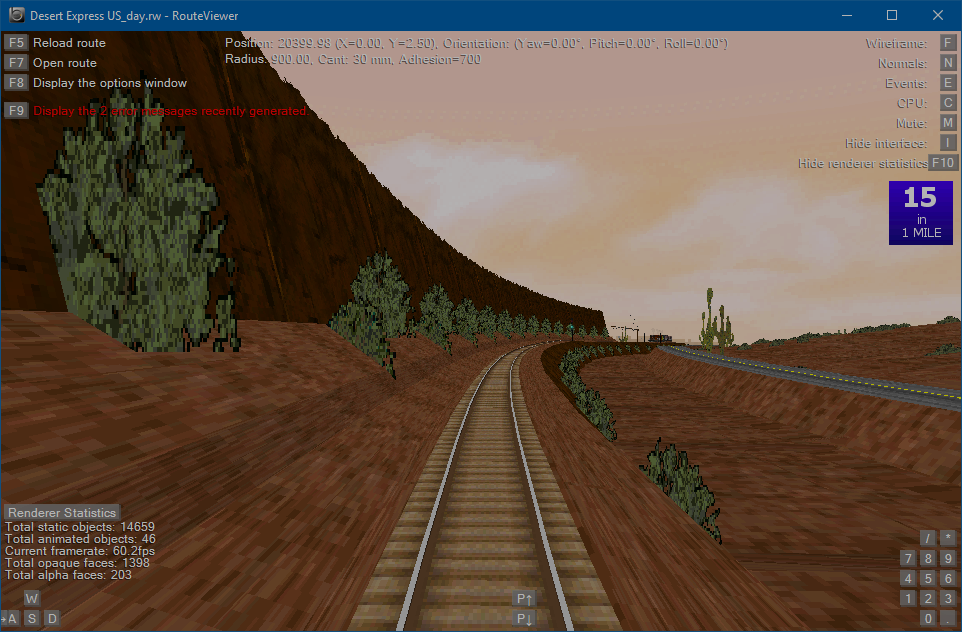 Desert Express US_day.rw - RouteViewer
F5 Reload route
F7 Open route
F8 Display the options window
F9 Display the 2 error messages recently generated.
Position: 20399.98 (X=0.00, Y=2.50), Orientation: (Yaw=0.00°, Pitch=0.00°, Roll=0.00°)
Radius: 900.00, Cant: 30 mm, Adhesion=700
Wireframe: F
Normals: N
Events: E
CPU: C
Mute: M
Hide interface: I
Hide renderer statistics F10
15
in
1 MILE
Renderer Statistics
Total static objects: 14659
Total animated objects: 46
Current framerate: 60.2fps
Total opaque faces: 1398
Total alpha faces: 203
W
A S D
P↑
P↓
/ *
7 8 9
4 5 6
1 2 3
0 .